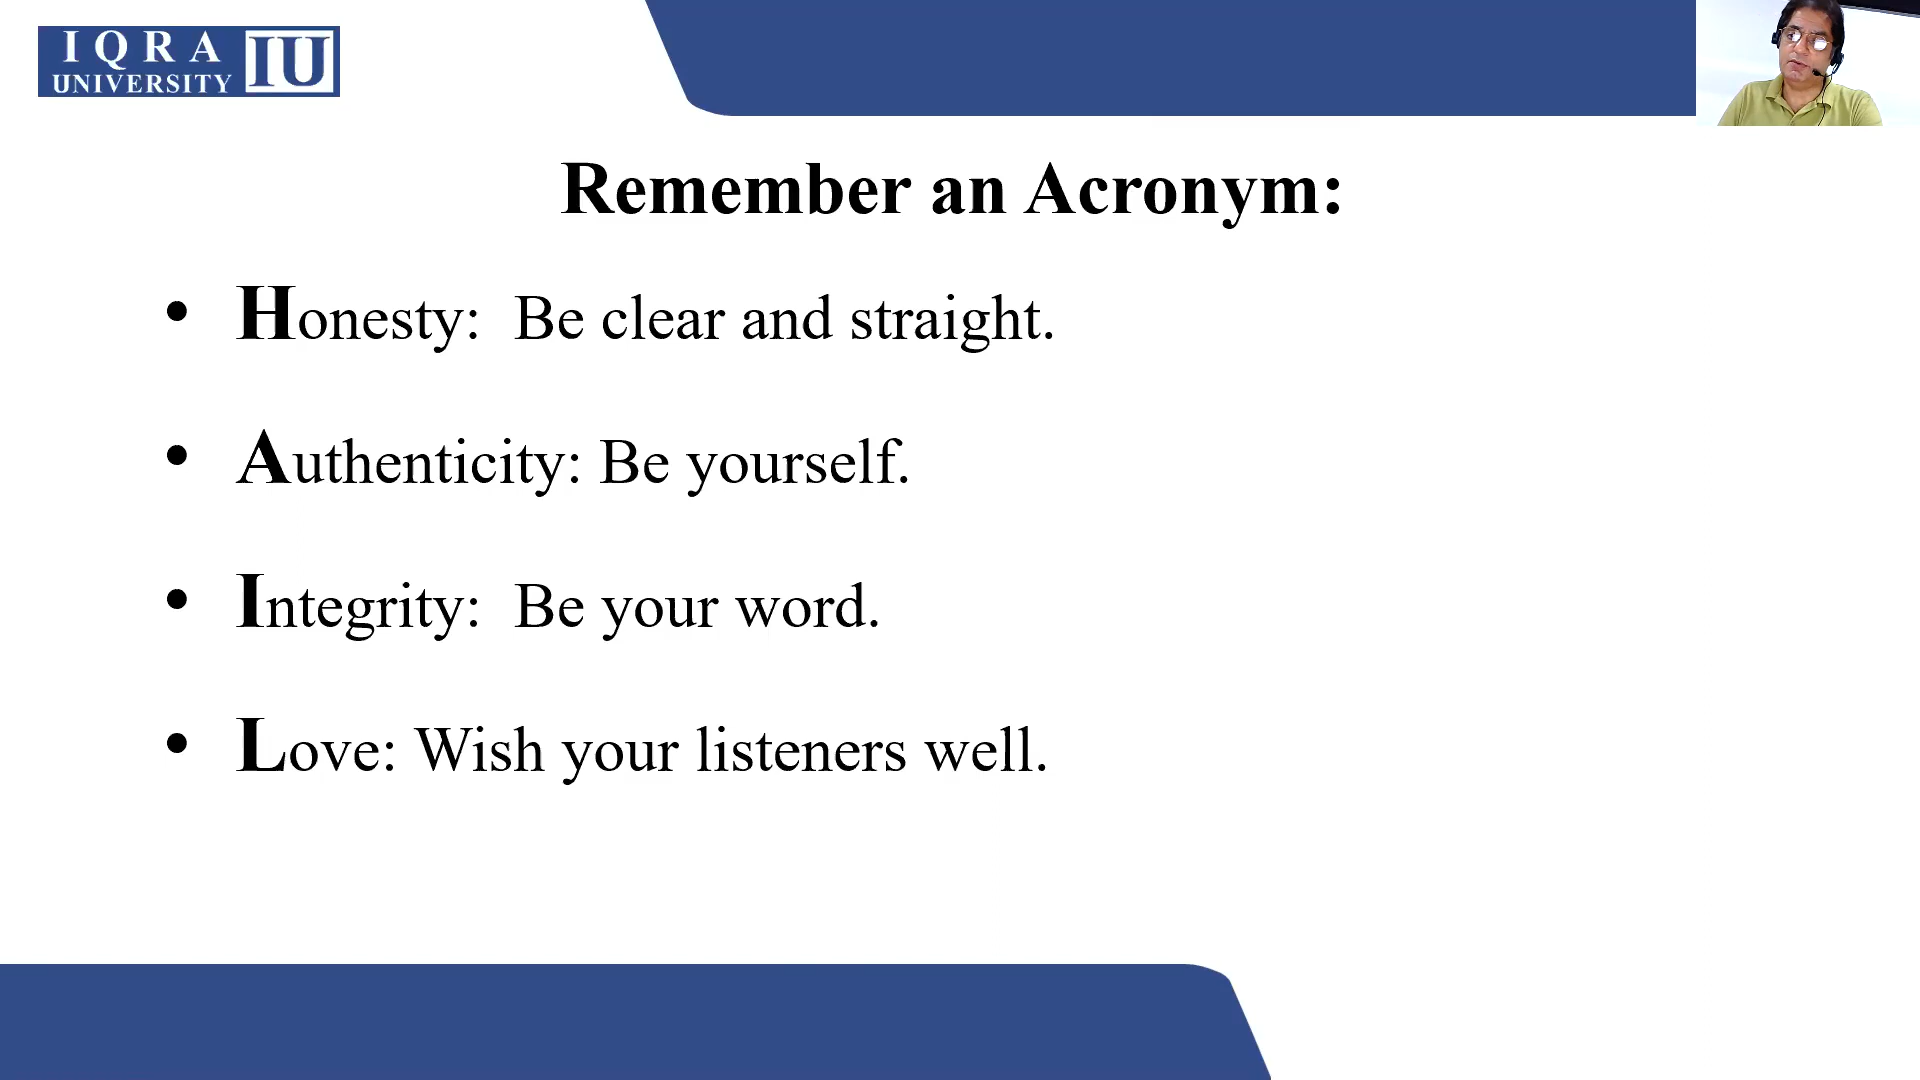 IQRA
UNIVERSITY IU
Remember an Acronym:
• Honesty:  Be clear and straight.
• Authenticity: Be yourself.
• Integrity:  Be your word.
• Love: Wish your listeners well.